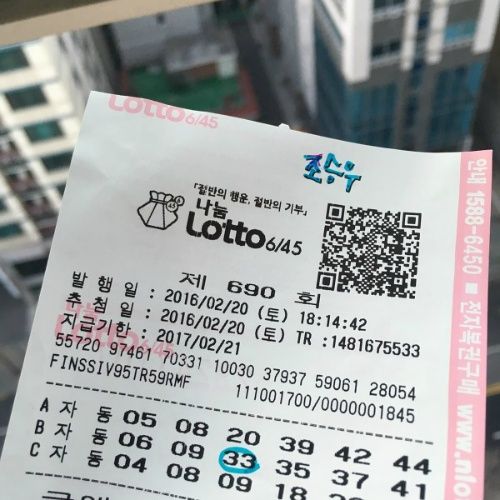 Lotto 6/45
조승우
「절반의 행운, 절반의 기부」
나눔
Lotto 6/45
제 690 회
발 행 일 : 2016/02/20 (토) 18:14:42
추 첨 일 : 2016/02/20 (토) TR :1481675533
지급기한 : 2017/02/21
55720 97461 70331 10030 37937 59061 28054
FINSSIV95TR59RMF 111001700/0000001845
A 자 동 05 08 20 39 42 44
B 자 동 06 09 33 35 37 41
C 자 동 04 08 09 18
안내 1588-6450 ■ 전자복권구매 www.nlo
Lotto 6/45